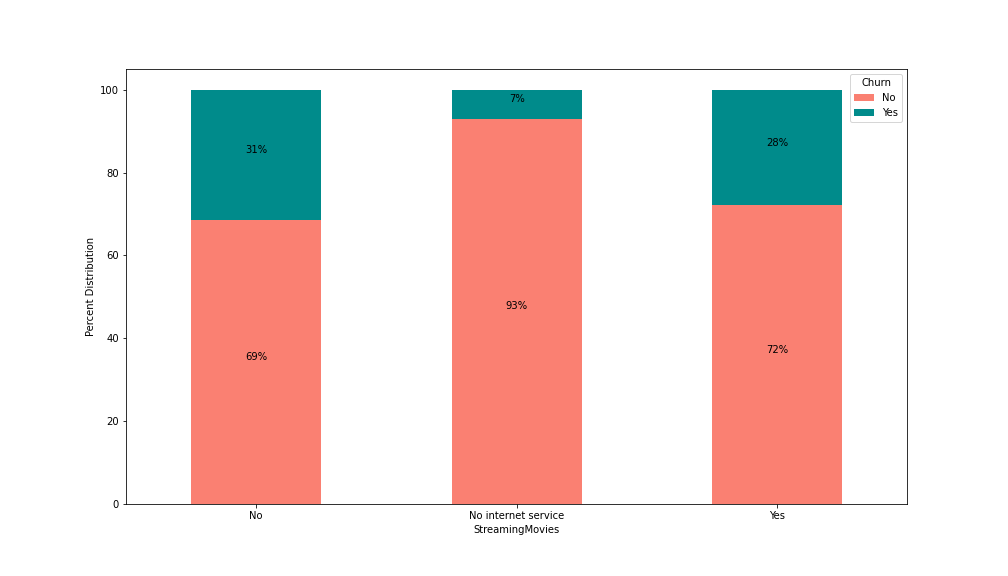 Churn
No
Yes
Percent Distribution
100
80
60
40
20
0
31%
7%
28%
69%
93%
72%
No
No internet service
Yes
StreamingMovies